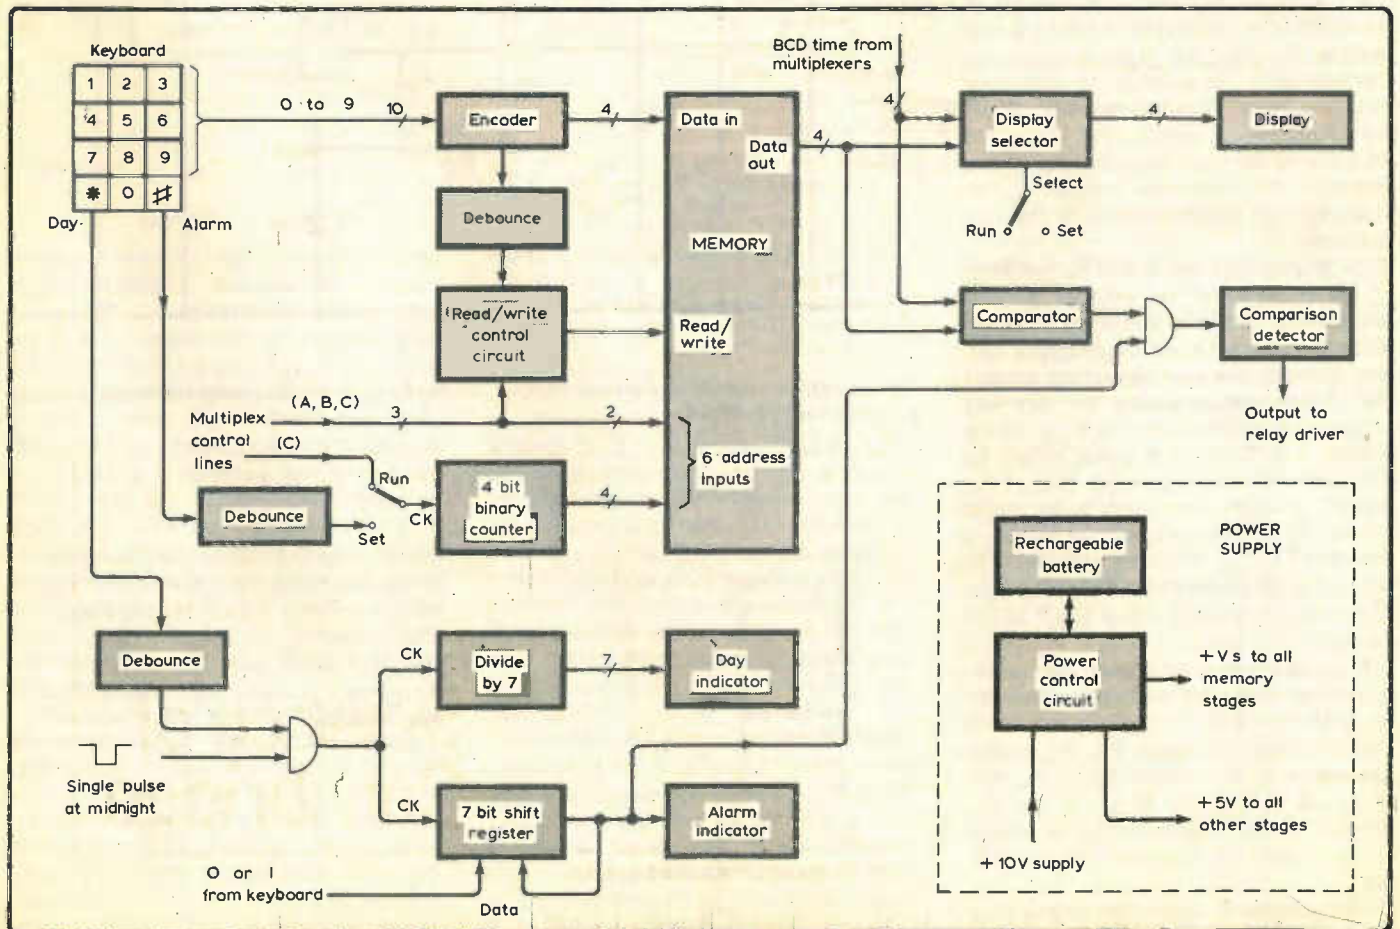 Keyboard
1 2 3
4 5 6
7 8 9
* 0 #
Day
Alarm
0 to 9
10
Encoder
4
Debounce
Read/write
control
circuit
Multiplex
control
lines
(A, B, C)
3
2
(C)
Run
Set
CK
Debounce
4 bit
binary
counter
4
Data in
Data
out
MEMORY
Read/
write
6 address
inputs
4
BCD time from
multiplexers
4
Display
selector
4
Display
Select
Run
Set
Comparator
Comparison
detector
Output to
relay driver
Debounce
Single pulse
at midnight
CK
Divide
by 7
7
Day
indicator
CK
7 bit shift
register
Alarm
indicator
0 or 1
from keyboard
Data
POWER
SUPPLY
Rechargeable
battery
Power
control
circuit
+Vs to all
memory
stages
+5V to all
other stages
+10V supply